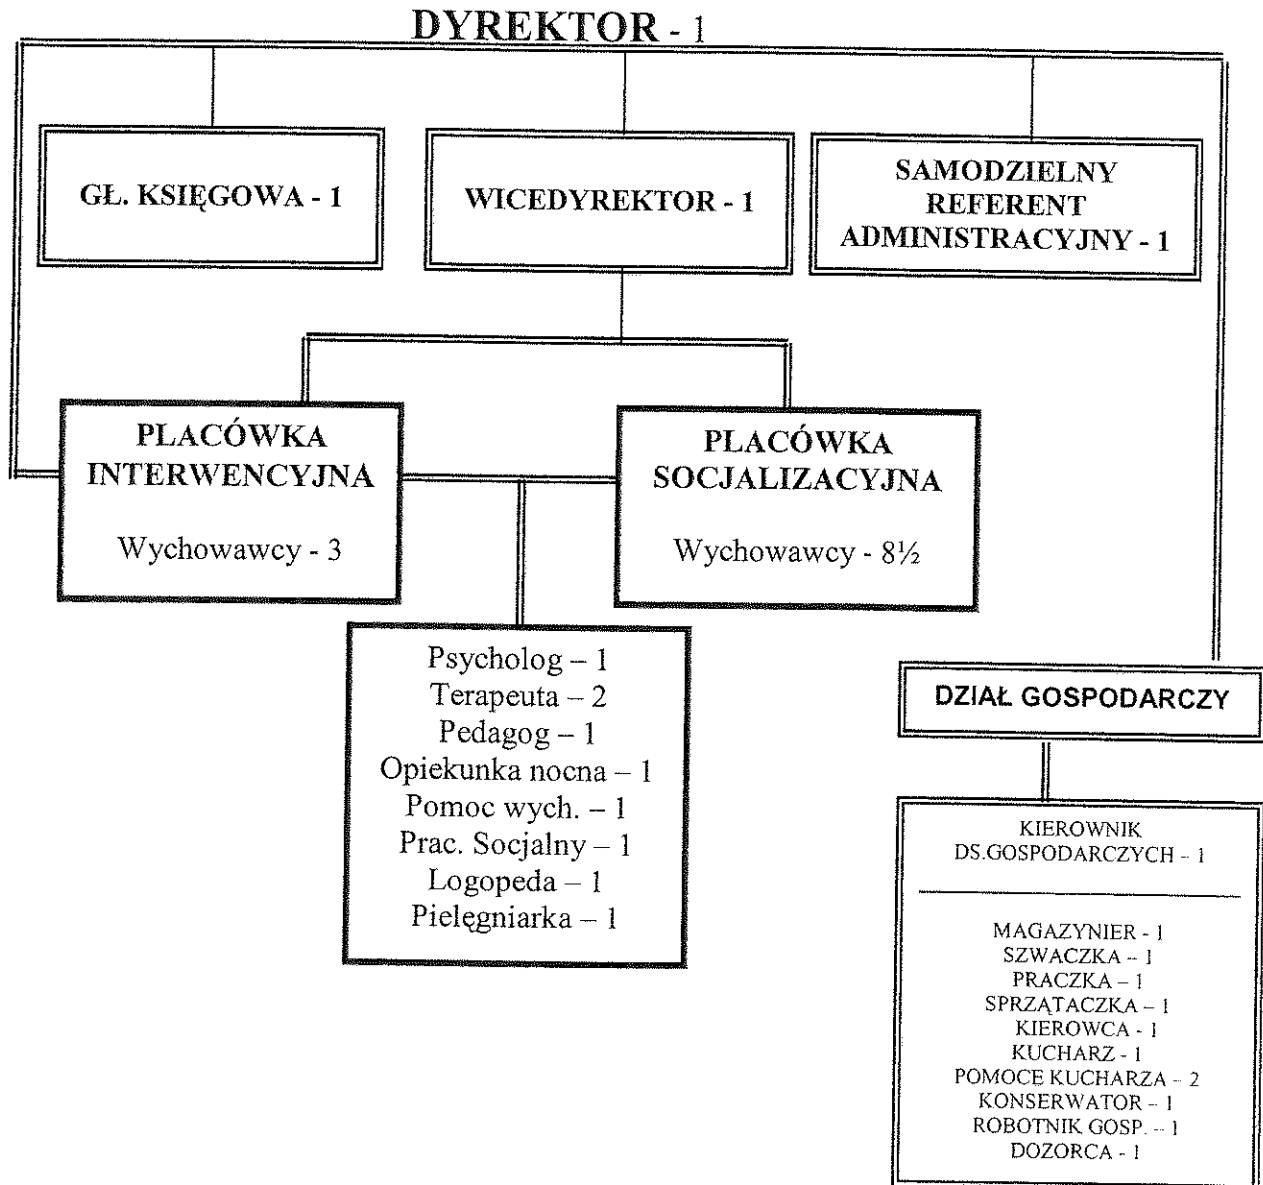 DYREKTOR - 1
GŁ. KSIĘGOWA - 1
WICEDYREKTOR - 1
SAMODZIELNY
REFERENT
ADMINISTRACYJNY - 1
PLACÓWKA
INTERWENCYJNA
Wychowawcy - 3
PLACÓWKA
SOCJALIZACYJNA
Wychowawcy - 8½
Psycholog – 1
Terapeuta – 2
Pedagog – 1
Opiekunka nocna – 1
Pomoc wych. – 1
Prac. Socjalny – 1
Logopeda – 1
Pielęgniarka – 1
DZIAŁ GOSPODARCZY
KIEROWNIK
DS.GOSPODARCZYCH – 1
MAGAZYNIER - 1
SZWACZKA – 1
PRACZKA – 1
SPRZĄTACZKA – 1
KIEROWCA - 1
KUCHARZ - 1
POMOCE KUCHARZA – 2
KONSERWATOR – 1
ROBOTNIK GOSP. – 1
DOZORCA - 1